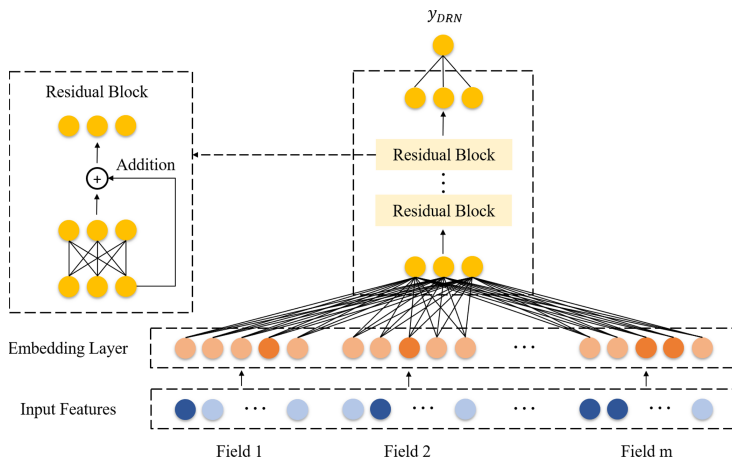 y_DRN
Residual Block
Addition
+
Residual Block
Residual Block
Embedding Layer
...
Input Features
... ... ... ...
Field 1 Field 2 Field m